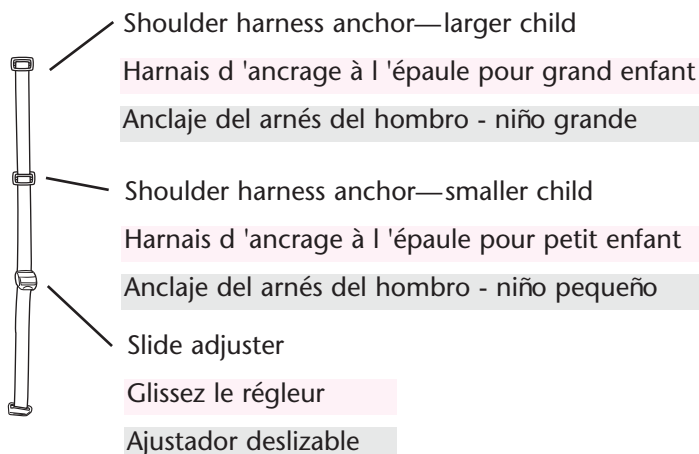 Shoulder harness anchor—larger child
Harnais d 'ancrage à l 'épaule pour grand enfant
Anclaje del arnés del hombro - niño grande
Shoulder harness anchor—smaller child
Harnais d 'ancrage à l 'épaule pour petit enfant
Anclaje del arnés del hombro - niño pequeño
Slide adjuster
Glissez le régleur
Ajustador deslizable